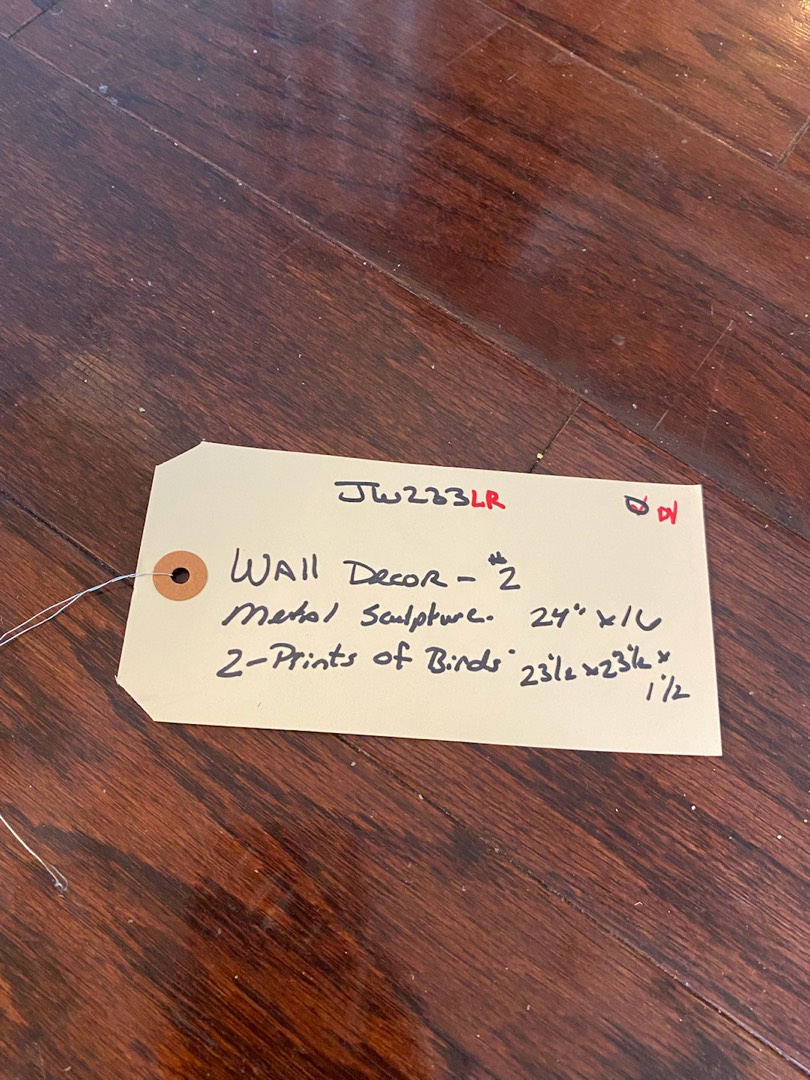 JW233LR
WALL DECOR - #2
Metal Sculpture. 24" x 16
2-Prints of Birds 23 1/2 x 23 1/2 x
1 1/2